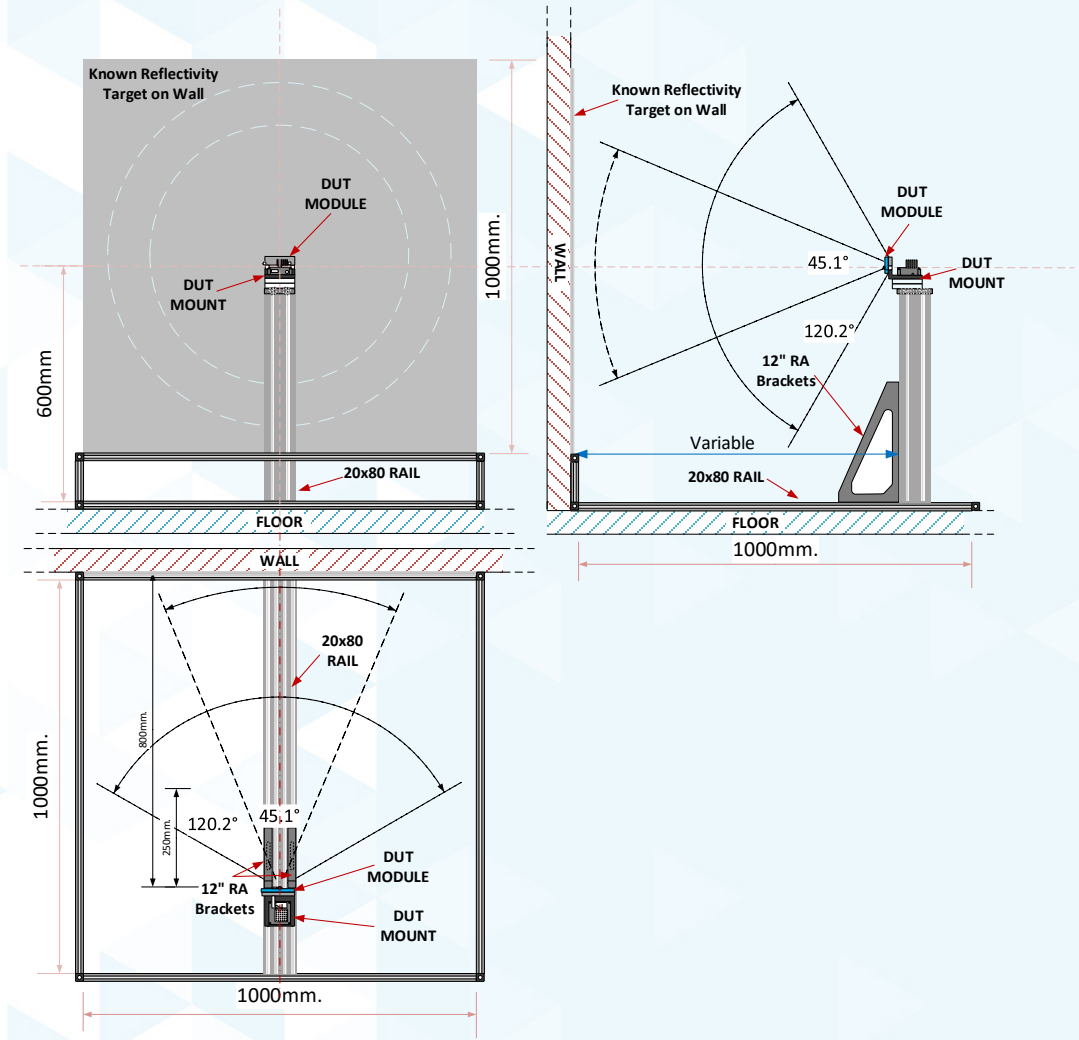 Known Reflectivity
Target on Wall
DUT
MODULE
DUT
MOUNT
600mm
1000mm.
20x80 RAIL
FLOOR
Known Reflectivity
Target on Wall
WALL
DUT
MODULE
45.1°
DUT
MOUNT
120.2°
12" RA
Brackets
Variable
20x80 RAIL
FLOOR
1000mm.
WALL
20x80
RAIL
800mm.
1000mm.
250mm.
120.2°
45.1°
DUT
MODULE
12" RA
Brackets
DUT
MOUNT
1000mm.